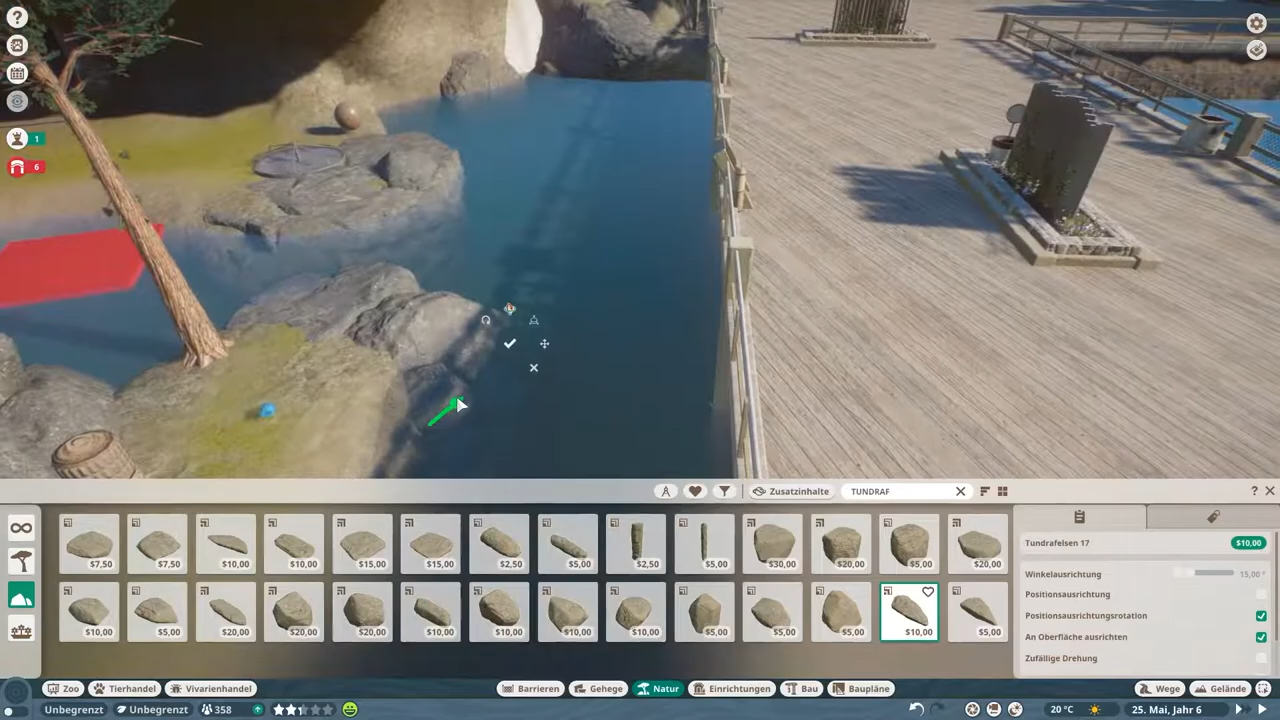 1
6
Zusatzinhalte
TUNDRAF
?
$7,50 $7,50 $10,00 $10,00 $15,00 $15,00 $2,50 $5,00 $2,50 $5,00 $30,00 $20,00 $5,00 $20,00
$10,00 $5,00 $20,00 $20,00 $20,00 $10,00 $10,00 $10,00 $10,00 $5,00 $5,00 $5,00 $10,00 $5,00
Tundrafelsen 17 $10,00
Winkelausrichtung 15,00 °
Positionsausrichtung
Positionsausrichtungsrotation
An Oberfläche ausrichten
Zufällige Drehung
Zoo Tierhandel Vivarienhandel Barrieren Gehege Natur Einrichtungen Bau Baupläne Wege Gelände
Unbegrenzt Unbegrenzt 358 20 °C 25. Mai, Jahr 6